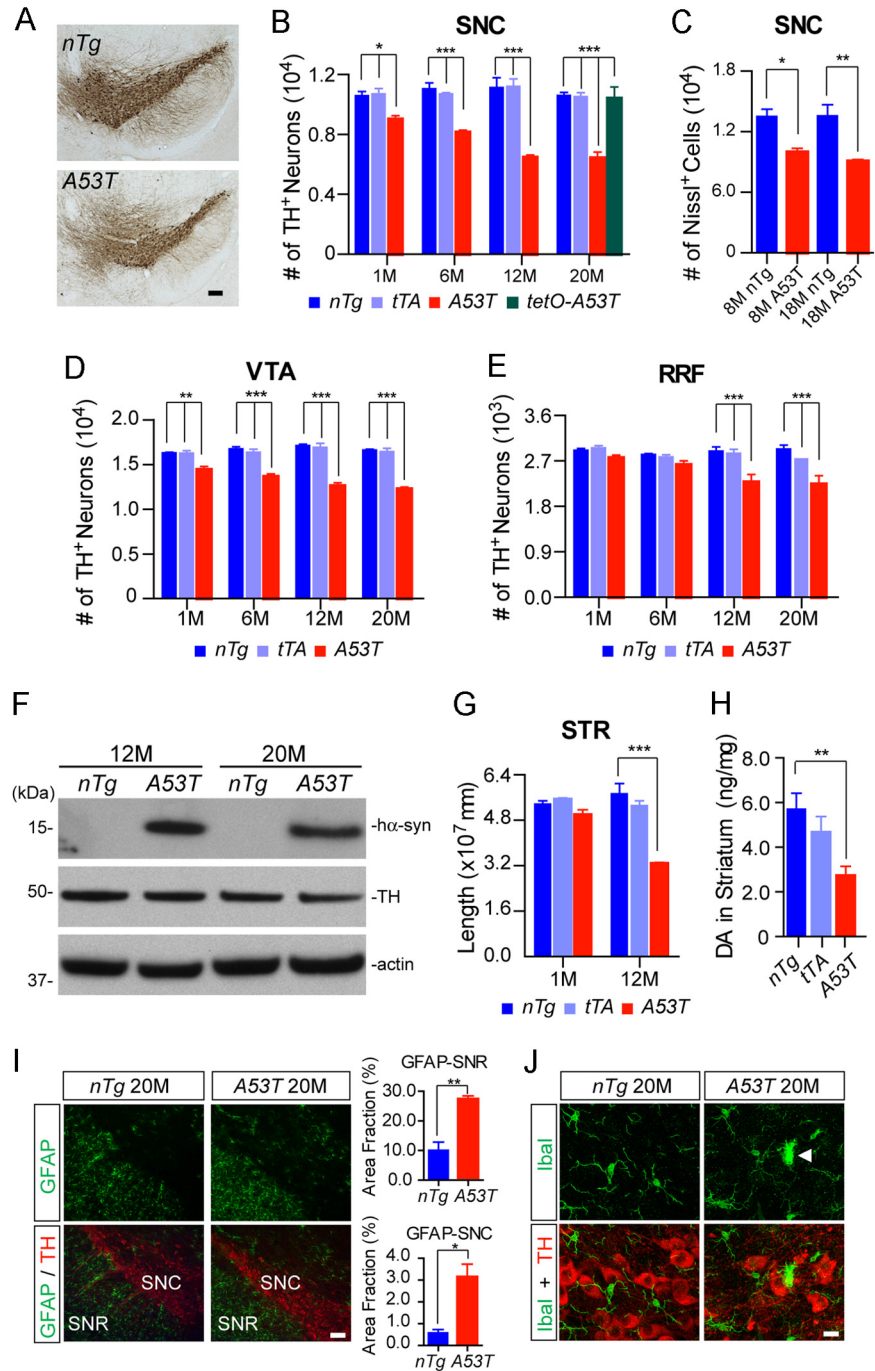 A
nTg
A53T
B
SNC
# of TH+ Neurons (10^4)
1.2
0.8
0.4
0
* *** *** ***
1M 6M 12M 20M
nTg tTA A53T tetO-A53T
C
SNC
# of Nissl+ Cells (10^4)
1.8
1.2
6.0
0
* **
8M nTg
8M A53T
18M nTg
18M A53T
D
VTA
# of TH+ Neurons (10^4)
2.0
1.5
1.0
0.5
0
** *** *** ***
1M 6M 12M 20M
nTg tTA A53T
E
RRF
# of TH+ Neurons (10^3)
3.6
2.7
1.8
0.9
0.0
*** ***
1M 6M 12M 20M
nTg tTA A53T
F
12M 20M
nTg A53T nTg A53T
(kDa)
15- -hα-syn
50- -TH
37- -actin
G
STR
Length (x10^7 mm)
6.4
4.8
3.2
1.6
0.0
***
1M 12M
nTg tTA A53T
H
DA in Striatum (ng/mg)
8.0
6.0
4.0
2.0
0
**
nTg
tTA
A53T
I
nTg 20M A53T 20M
GFAP
GFAP / TH
SNC SNC
SNR SNR
GFAP-SNR
Area Fraction (%)
30.0
20.0
10.0
0.0
**
nTg A53T
GFAP-SNC
Area Fraction (%)
4.0
3.0
2.0
1.0
0.0
*
nTg A53T
J
nTg 20M A53T 20M
IbaI
IbaI + TH